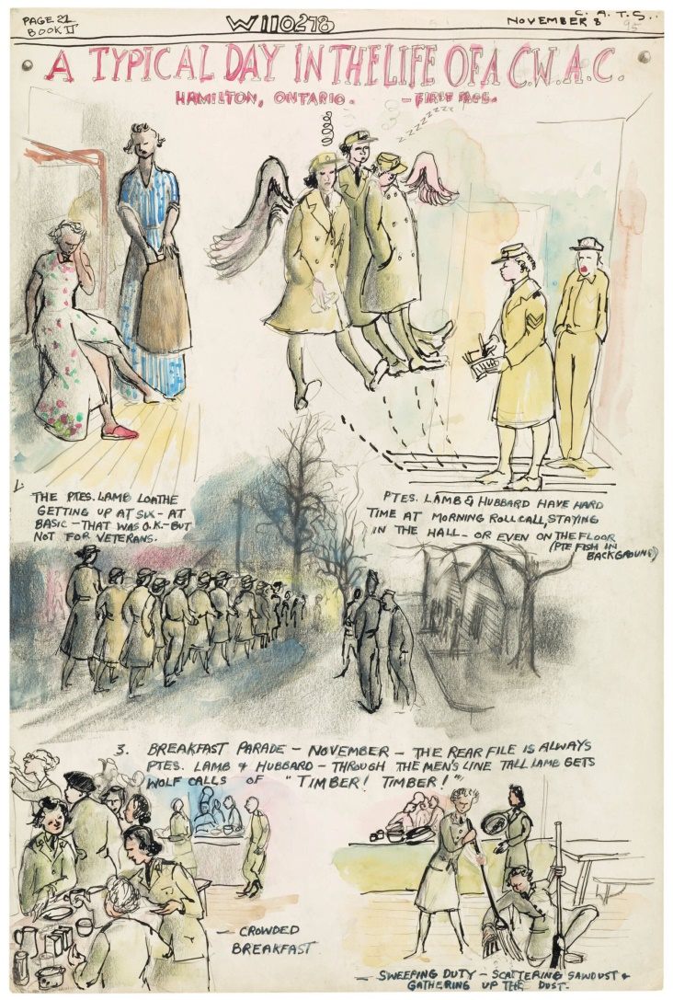 PAGE 21
BOOK II
W110278
C. A. T. S..
NOVEMBER 8
95
A TYPICAL DAY IN THE LIFE OF A C.W.A.C.
HAMILTON, ONTARIO. - FIRST PAGE.
zzzzzzzz
THE PTES. LAMB LOATHE
GETTING UP AT SIX - AT
BASIC - THAT WAS O.K. - BUT
NOT FOR VETERANS.
PTES. LAMB & HUBBARD HAVE HARD
TIME AT MORNING ROLL CALL, STAYING
IN THE HALL - OR EVEN ON THE FLOOR
(PTE FISH IN
BACKGROUND)
3. BREAKFAST PARADE - NOVEMBER - THE REAR FILE IS ALWAYS
PTES. LAMB & HUBBARD - THROUGH THE MEN'S LINE TALL LAMB GETS
WOLF CALLS OF "TIMBER! TIMBER!"
- CROWDED
BREAKFAST
- SWEEPING DUTY - SCATTERING SAWDUST &
GATHERING UP THE DUST.